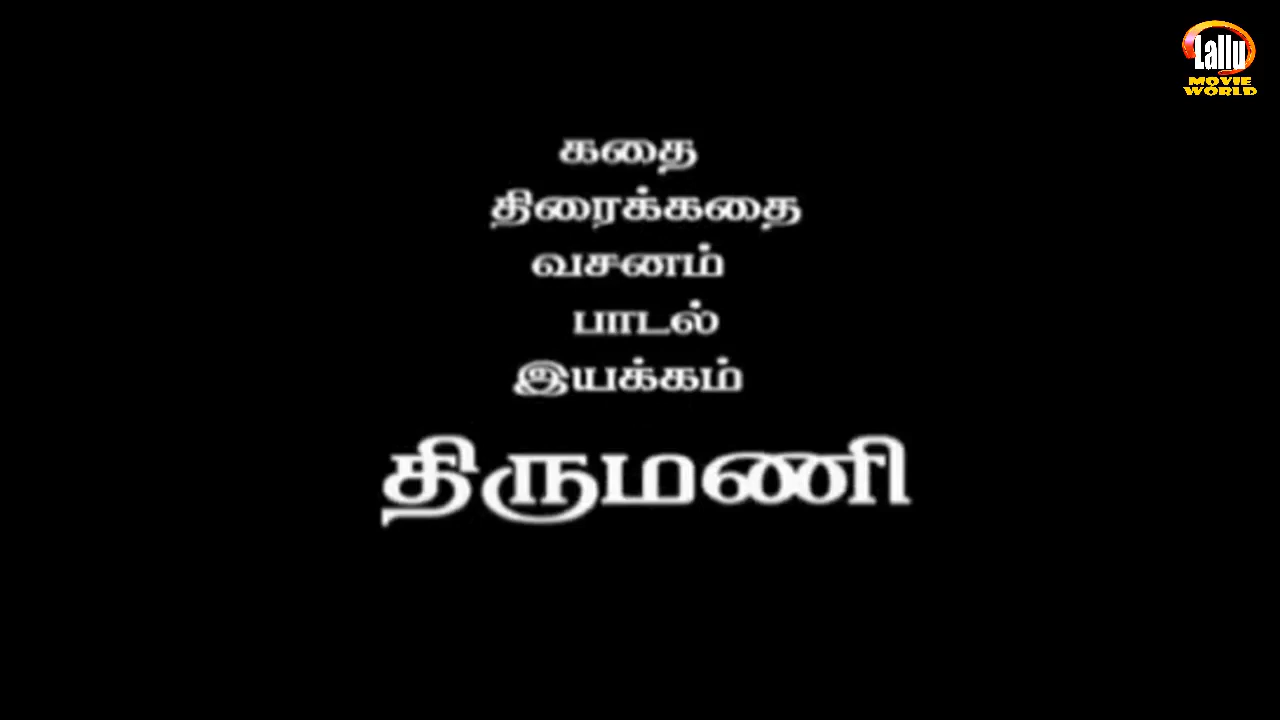 Lallu
MOVIE
WORLD
கதை
திரைக்கதை
வசனம்
பாடல்
இயக்கம்
திருமணி